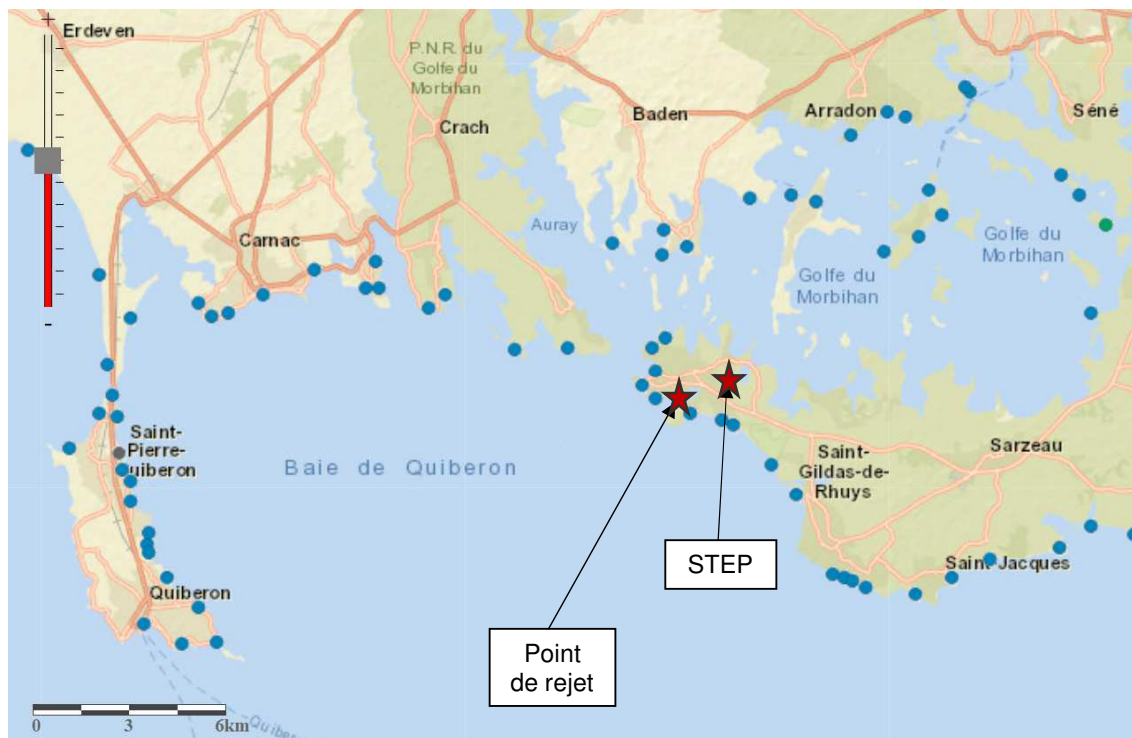 +
Erdeven
P.N.R. du
Golfe du
Morbihan
Baden
Arradon
Séné
Crach
Auray
Carnac
Golfe du
Morbihan
Golfe du
Morbihan
Saint-
Pierre-
Quiberon
Baie de Quiberon
Saint-
Gildas-de-
Rhuys
Sarzeau
-
STEP
Saint-Jacques
Quiberon
Point
de rejet
0 3 6km
Quiberon